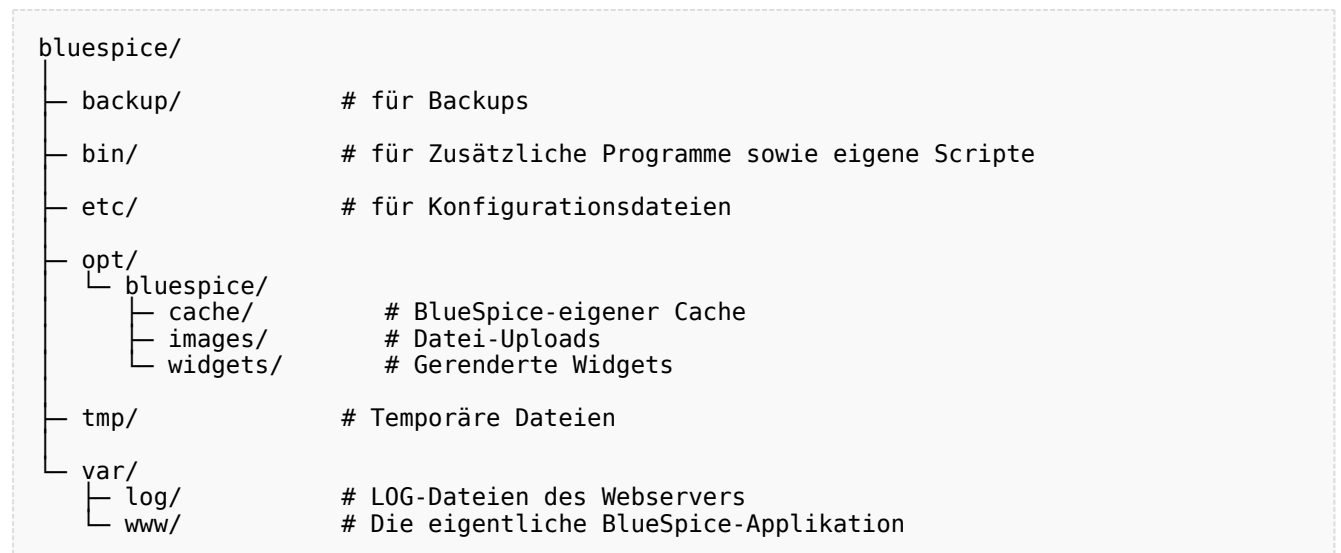 bluespice/
│
├─ backup/           # für Backups
│
├─ bin/              # für Zusätzliche Programme sowie eigene Scripte
│
├─ etc/              # für Konfigurationsdateien
│
├─ opt/
│  └─ bluespice/
│     ├─ cache/         # BlueSpice-eigener Cache
│     ├─ images/        # Datei-Uploads
│     └─ widgets/       # Gerenderte Widgets
│
├─ tmp/              # Temporäre Dateien
│
└─ var/
   ├─ log/           # LOG-Dateien des Webservers
   └─ www/           # Die eigentliche BlueSpice-Applikation